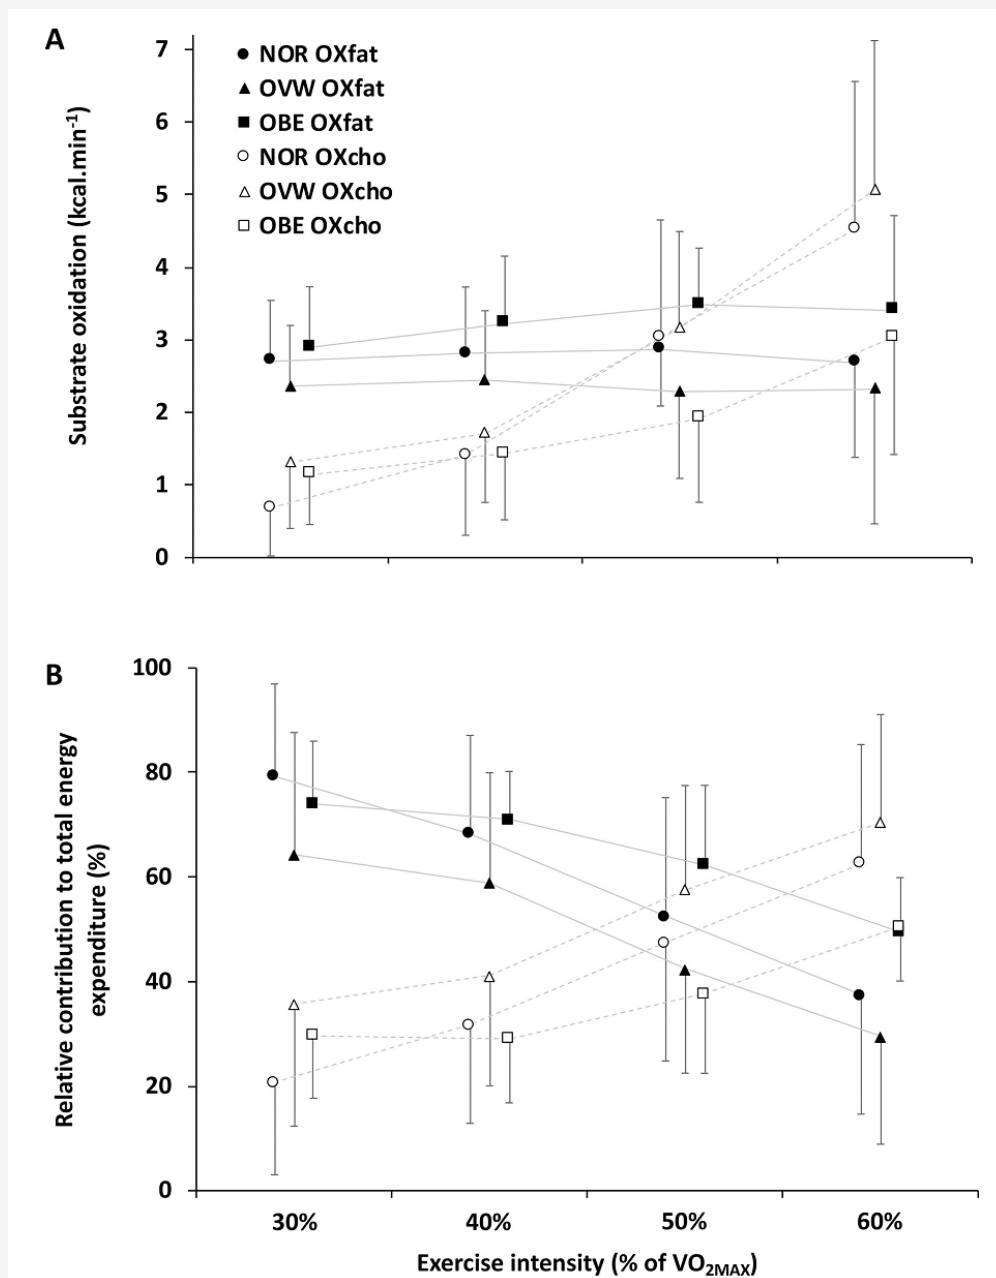 A
7
6
5
4
3
2
1
0
Substrate oxidation (kcal.min⁻¹)
NOR OXfat
OVW OXfat
OBE OXfat
NOR OXcho
OVW OXcho
OBE OXcho
B
100
80
60
40
20
0
Relative contribution to total energy
expenditure (%)
30% 40% 50% 60%
Exercise intensity (% of VO₂MAX)